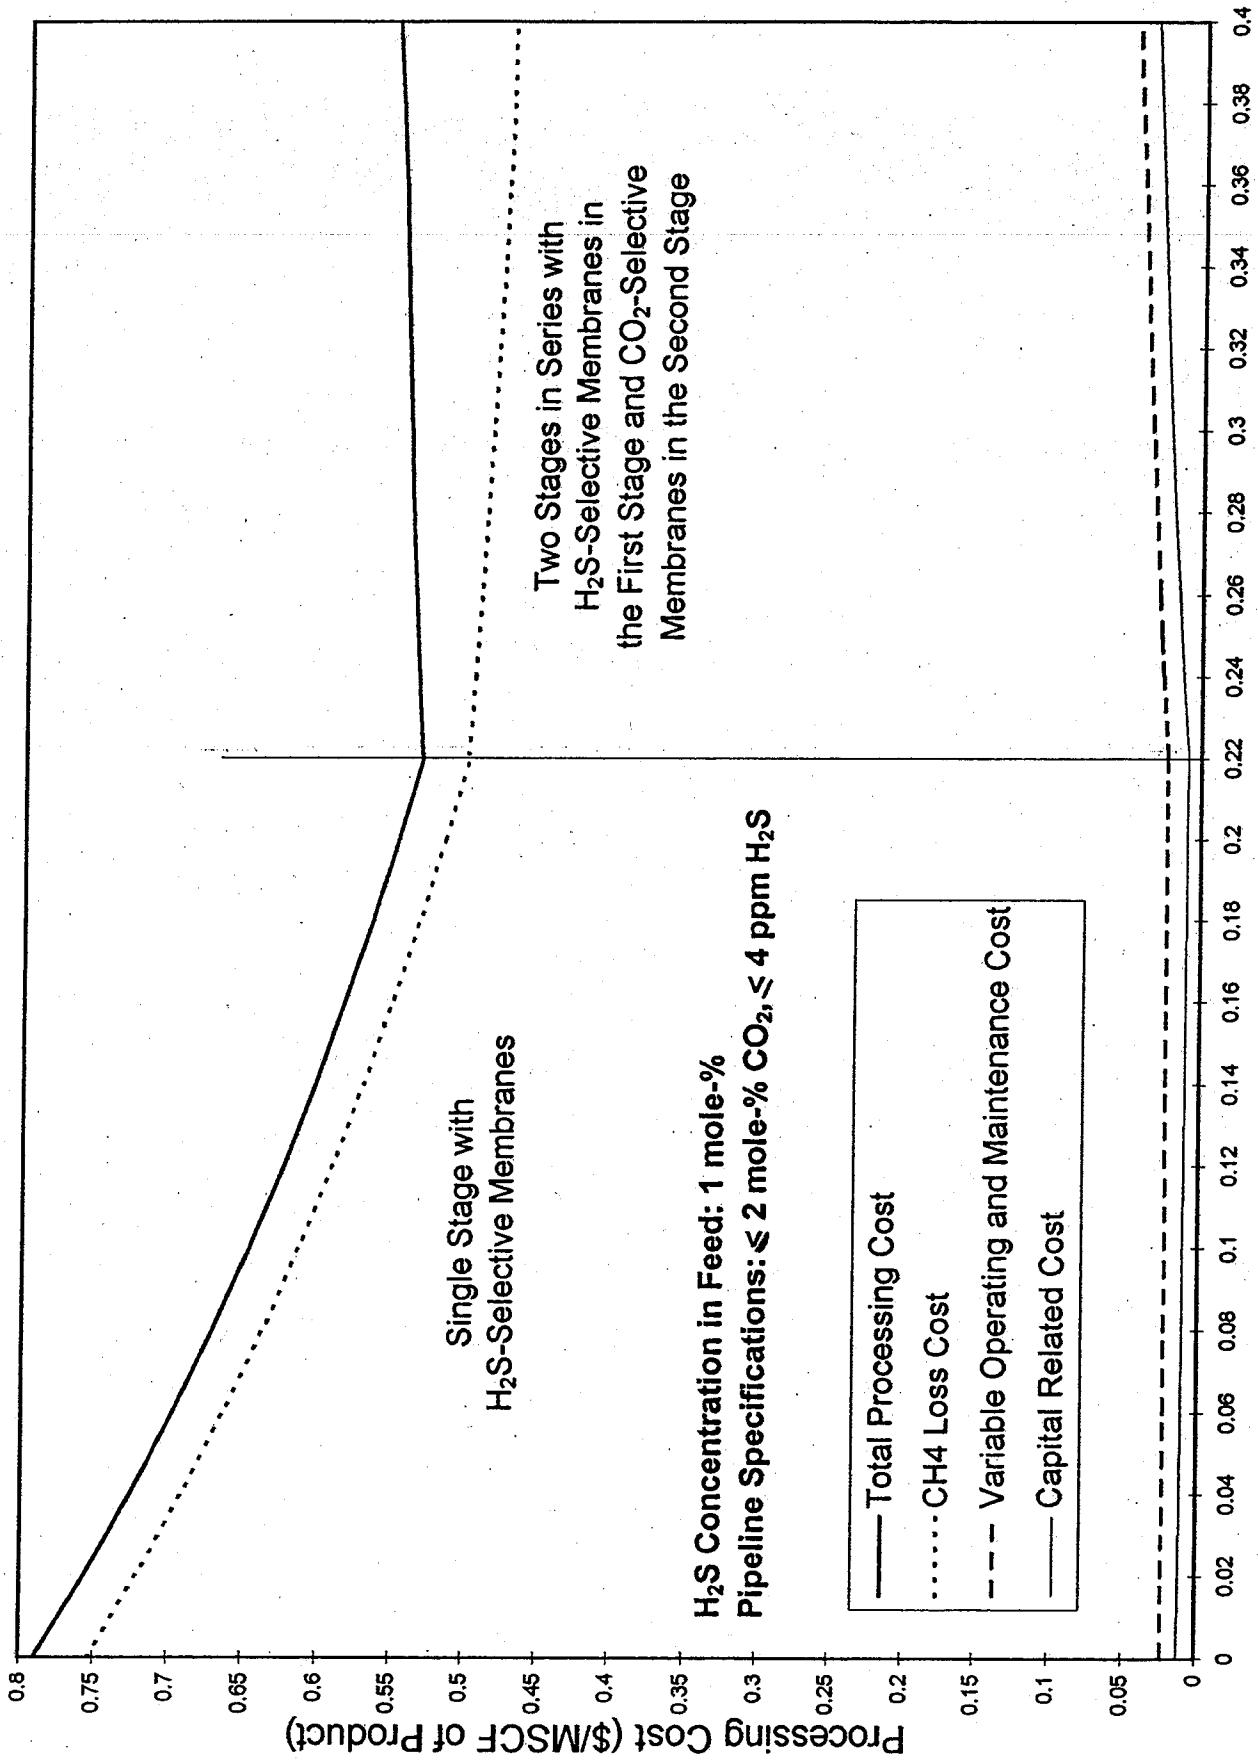 Processing Cost ($/MSCF of Product)
0.8
0.75
0.7
0.65
0.6
0.55
0.5
0.45
0.4
0.35
0.3
0.25
0.2
0.15
0.1
0.05
0
Single Stage with
H₂S-Selective Membranes
Two Stages in Series with
H₂S-Selective Membranes in
the First Stage and CO₂-Selective
Membranes in the Second Stage
H₂S Concentration in Feed: 1 mole-%
Pipeline Specifications: ⩽ 2 mole-% CO₂, ⩽ 4 ppm H₂S
Total Processing Cost
CH4 Loss Cost
Variable Operating and Maintenance Cost
Capital Related Cost
0 0.02 0.04 0.06 0.08 0.1 0.12 0.14 0.16 0.18 0.2 0.22 0.24 0.26 0.28 0.3 0.32 0.34 0.36 0.38 0.4